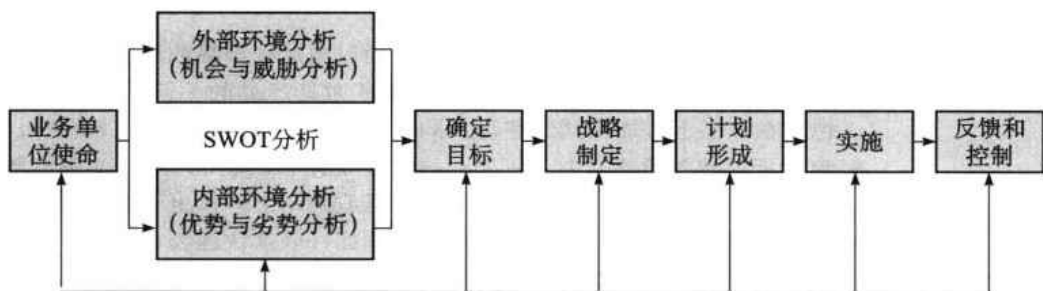 外部环境分析
（机会与威胁分析）
业务单
位使命
SWOT分析
内部环境分析
（优势与劣势分析）
确定
目标
战略
制定
计划
形成
实施
反馈和
控制